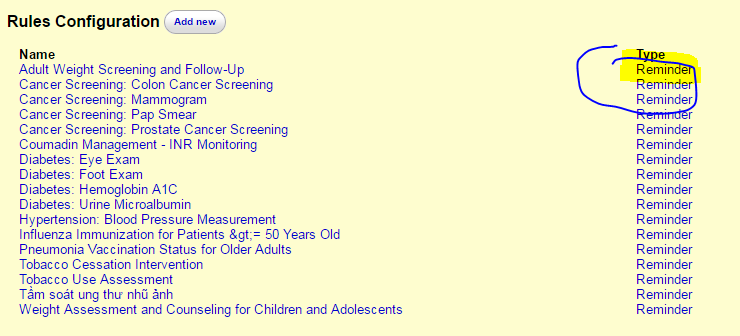 Rules Configuration Add new
Name Type
Adult Weight Screening and Follow-Up Reminder
Cancer Screening: Colon Cancer Screening Reminder
Cancer Screening: Mammogram Reminder
Cancer Screening: Pap Smear Reminder
Cancer Screening: Prostate Cancer Screening Reminder
Coumadin Management - INR Monitoring Reminder
Diabetes: Eye Exam Reminder
Diabetes: Foot Exam Reminder
Diabetes: Hemoglobin A1C Reminder
Diabetes: Urine Microalbumin Reminder
Hypertension: Blood Pressure Measurement Reminder
Influenza Immunization for Patients &gt;= 50 Years Old Reminder
Pneumonia Vaccination Status for Older Adults Reminder
Tobacco Cessation Intervention Reminder
Tobacco Use Assessment Reminder
Tầm soát ung thư nhũ ảnh Reminder
Weight Assessment and Counseling for Children and Adolescents Reminder